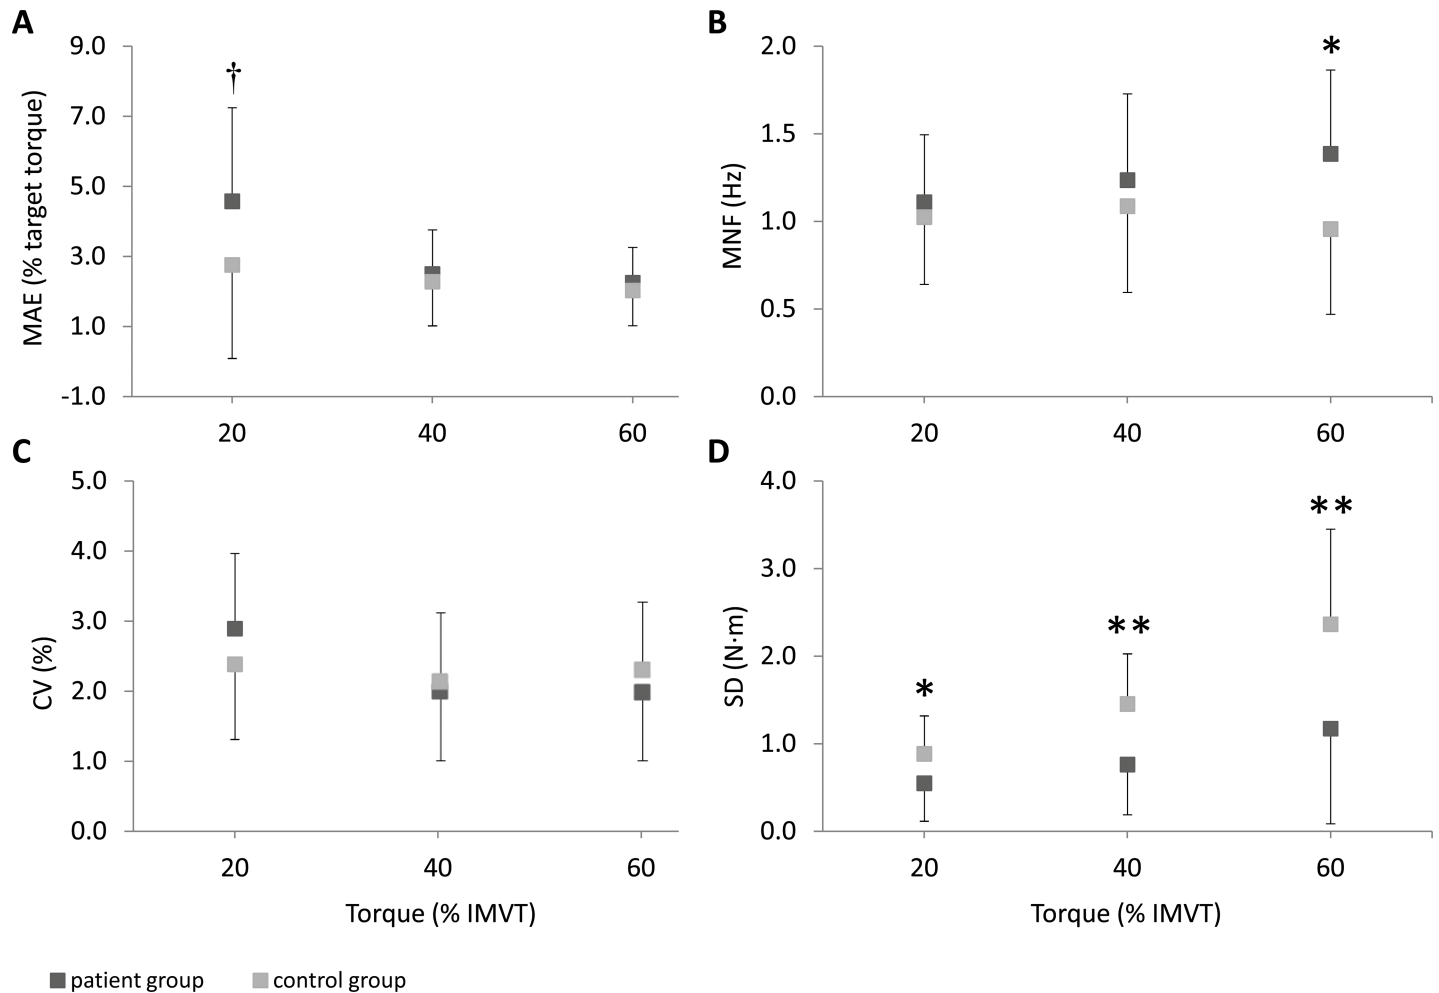 A
9.0
7.0
5.0
3.0
1.0
-1.0
MAE (% target torque)
†
20 40 60
B
2.0
1.5
1.0
0.5
0.0
MNF (Hz)
*
20 40 60
C
5.0
4.0
3.0
2.0
1.0
0.0
CV (%)
20 40 60
Torque (% IMVT)
D
4.0
3.0
2.0
1.0
0.0
SD (N·m)
*
**
**
20 40 60
Torque (% IMVT)
patient group control group